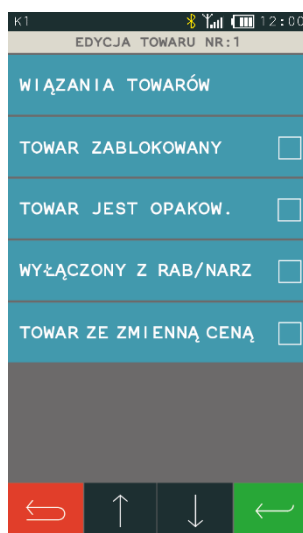 K1 12:00
EDYCJA TOWARU NR:1
WIĄZANIA TOWARÓW
TOWAR ZABLOKOWANY
TOWAR JEST OPAKOW.
WYŁĄCZONY Z RAB/NARZ
TOWAR ZE ZMIENNĄ CENĄ